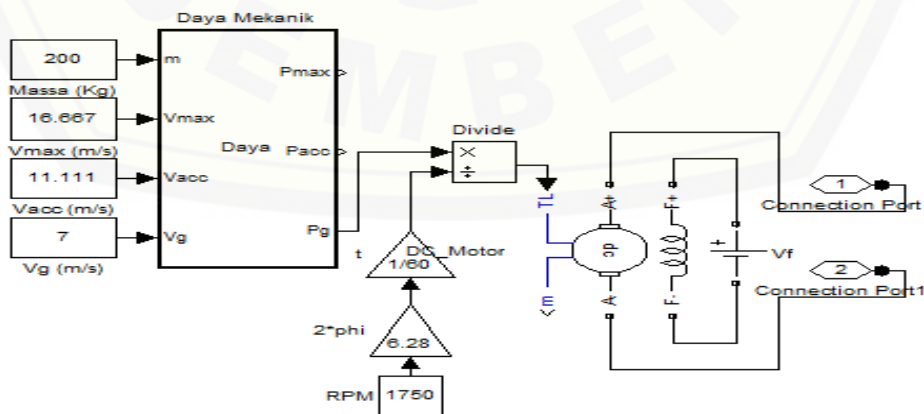 EMBER
Daya Mekanik
200
m
Massa (Kg)
Pmax
16.667
Vmax
Vmax (m/s)
Daya
Pacc
Divide
×
÷
11.111
Vacc
Vacc (m/s)
7
Vg
Vg (m/s)
Pg
t
1/60
DC_Motor
2*phi
6.28
RPM
1750
TL
m
dc
A+
A-
F+
F-
+
Vf
1
Connection Port
2
Connection Port1